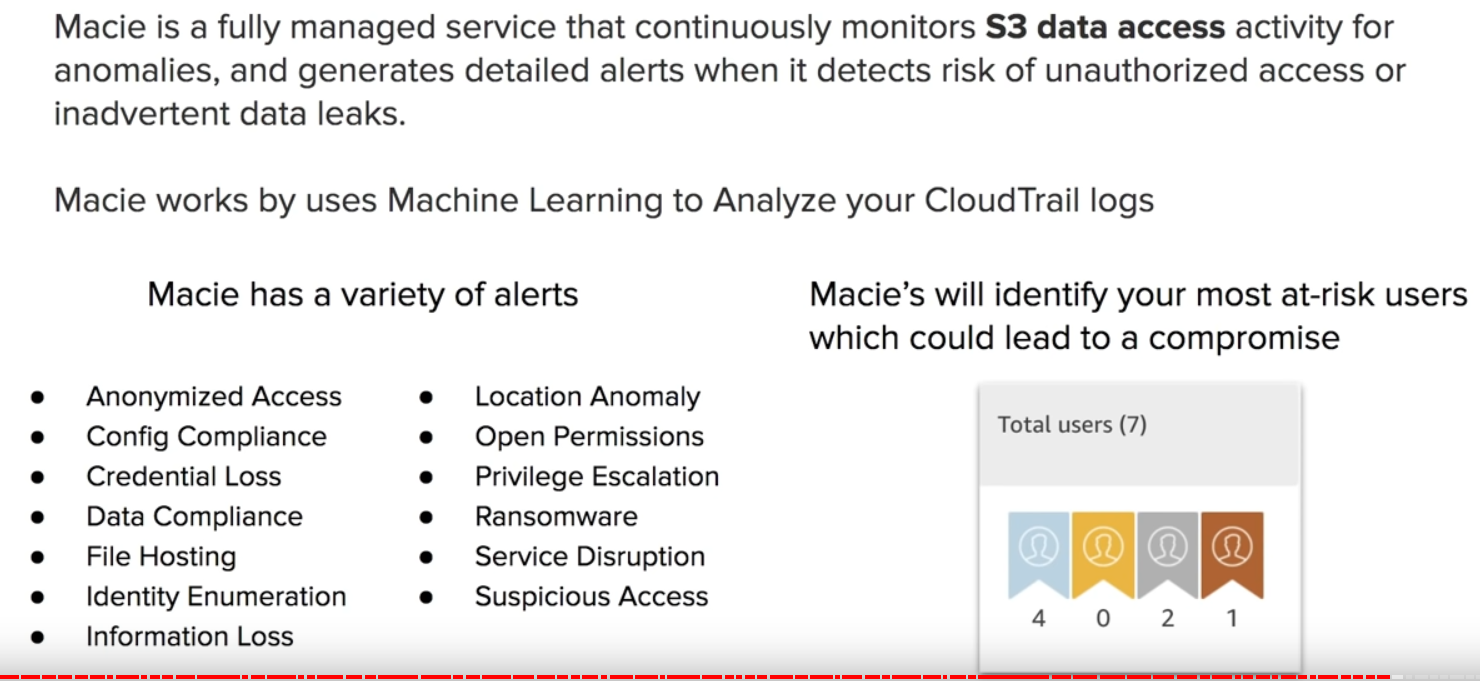 Macie is a fully managed service that continuously monitors S3 data access activity for
anomalies, and generates detailed alerts when it detects risk of unauthorized access or
inadvertent data leaks.
Macie works by uses Machine Learning to Analyze your CloudTrail logs
Macie has a variety of alerts
● Anonymized Access
● Config Compliance
● Credential Loss
● Data Compliance
● File Hosting
● Identity Enumeration
● Information Loss
● Location Anomaly
● Open Permissions
● Privilege Escalation
● Ransomware
● Service Disruption
● Suspicious Access
Macie’s will identify your most at-risk users
which could lead to a compromise
Total users (7)
4 0 2 1